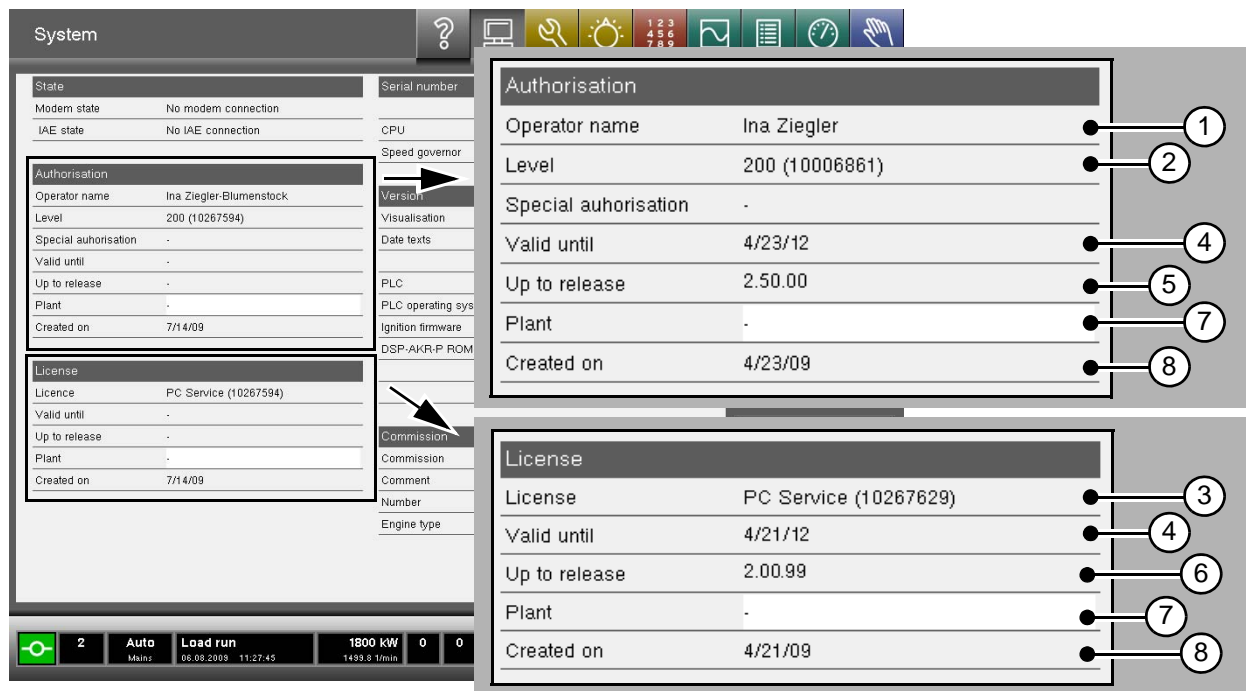 System
?
1 2 3
4 5 6
7 8 9
State
Modem state No modem connection
IAE state No IAE connection
Authorisation
Operator name Ina Ziegler-Blumenstock
Level 200 (10267594)
Special auhorisation -
Valid until -
Up to release -
Plant -
Created on 7/14/09
License
Licence PC Service (10267594)
Valid until -
Up to release -
Plant -
Created on 7/14/09
Serial number
CPU
Speed governor
Version
Visualisation
Date texts
PLC
PLC operating sys
Ignition firmware
DSP-AKR-P ROM
Commission
Commission
Comment
Number
Engine type
Authorisation
Operator name Ina Ziegler 1
Level 200 (10006861) 2
Special auhorisation -
Valid until 4/23/12 4
Up to release 2.50.00 5
Plant - 7
Created on 4/23/09 8
License
License PC Service (10267629) 3
Valid until 4/21/12 4
Up to release 2.00.99 6
Plant - 7
Created on 4/21/09 8
2 Auto Load run 1800 kW 0 0
Mains 06.08.2009 11:27:45 1499.8 1/min